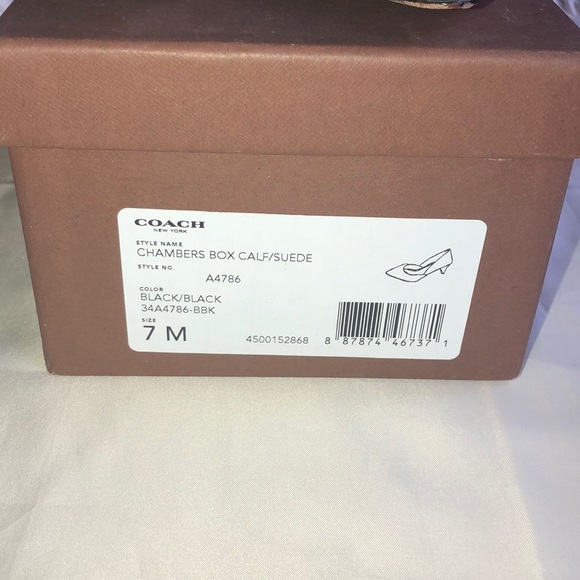 COACH
NEW YORK
STYLE NAME
CHAMBERS BOX CALF/SUEDE
STYLE NO.
A4786
COLOR
BLACK/BLACK
34A4786-BBK
SIZE
7 M
4500152868
8 87874 46737 1